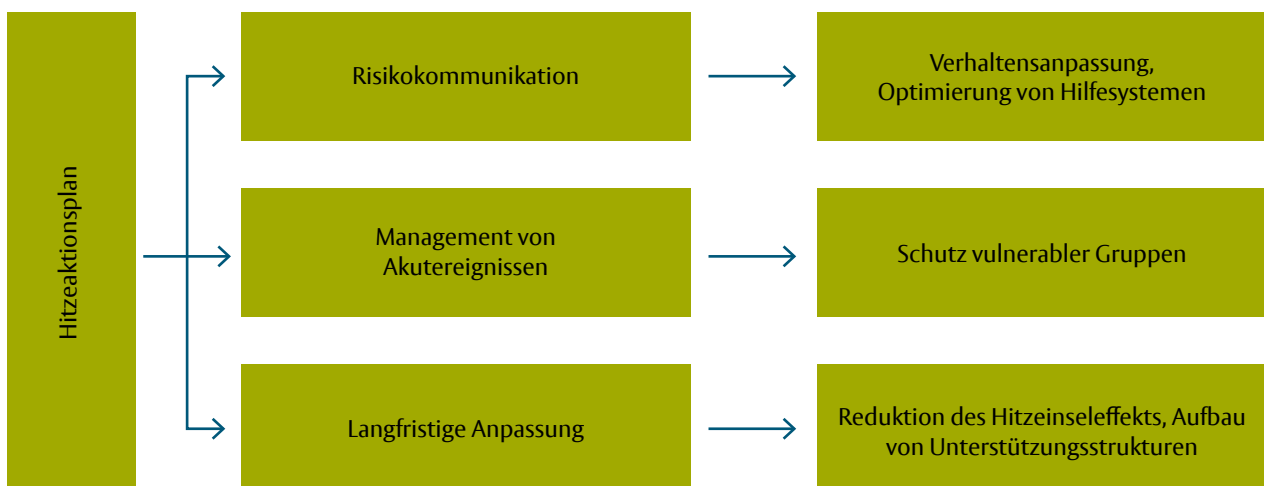 Hitzeaktionsplan
Risikokommunikation
Verhaltensanpassung,
Optimierung von Hilfesystemen
Management von
Akutereignissen
Schutz vulnerabler Gruppen
Langfristige Anpassung
Reduktion des Hitzeinseleffekts, Aufbau
von Unterstützungsstrukturen